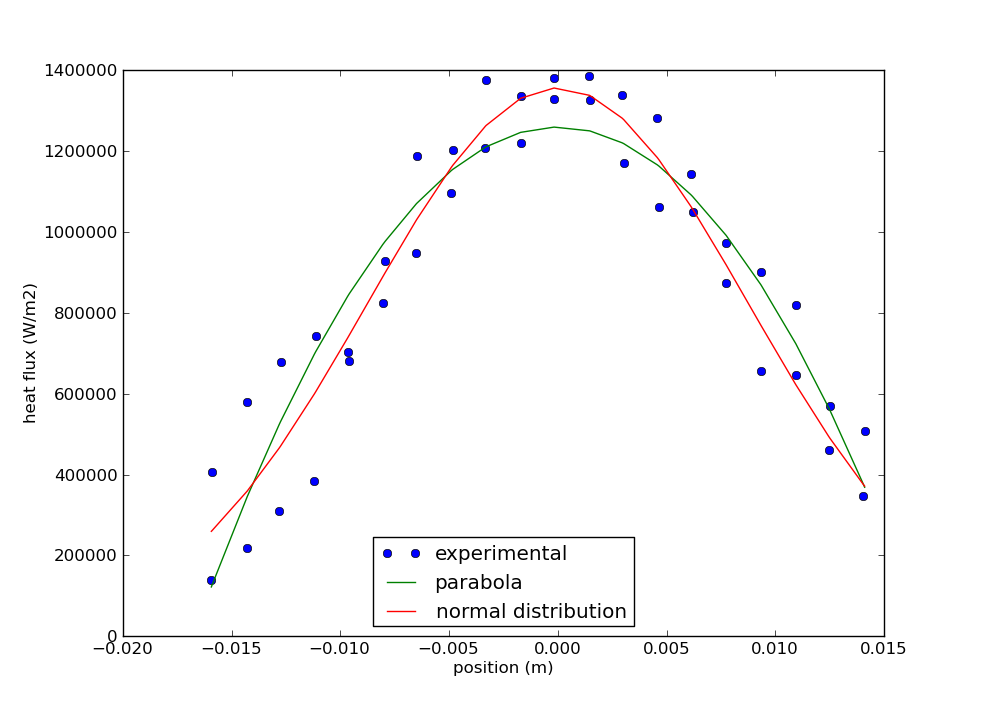 1400000
1200000
1000000
800000
600000
400000
200000
0
heat flux (W/m2)
experimental
parabola
normal distribution
−0.020 −0.015 −0.010 −0.005 0.000 0.005 0.010 0.015
position (m)